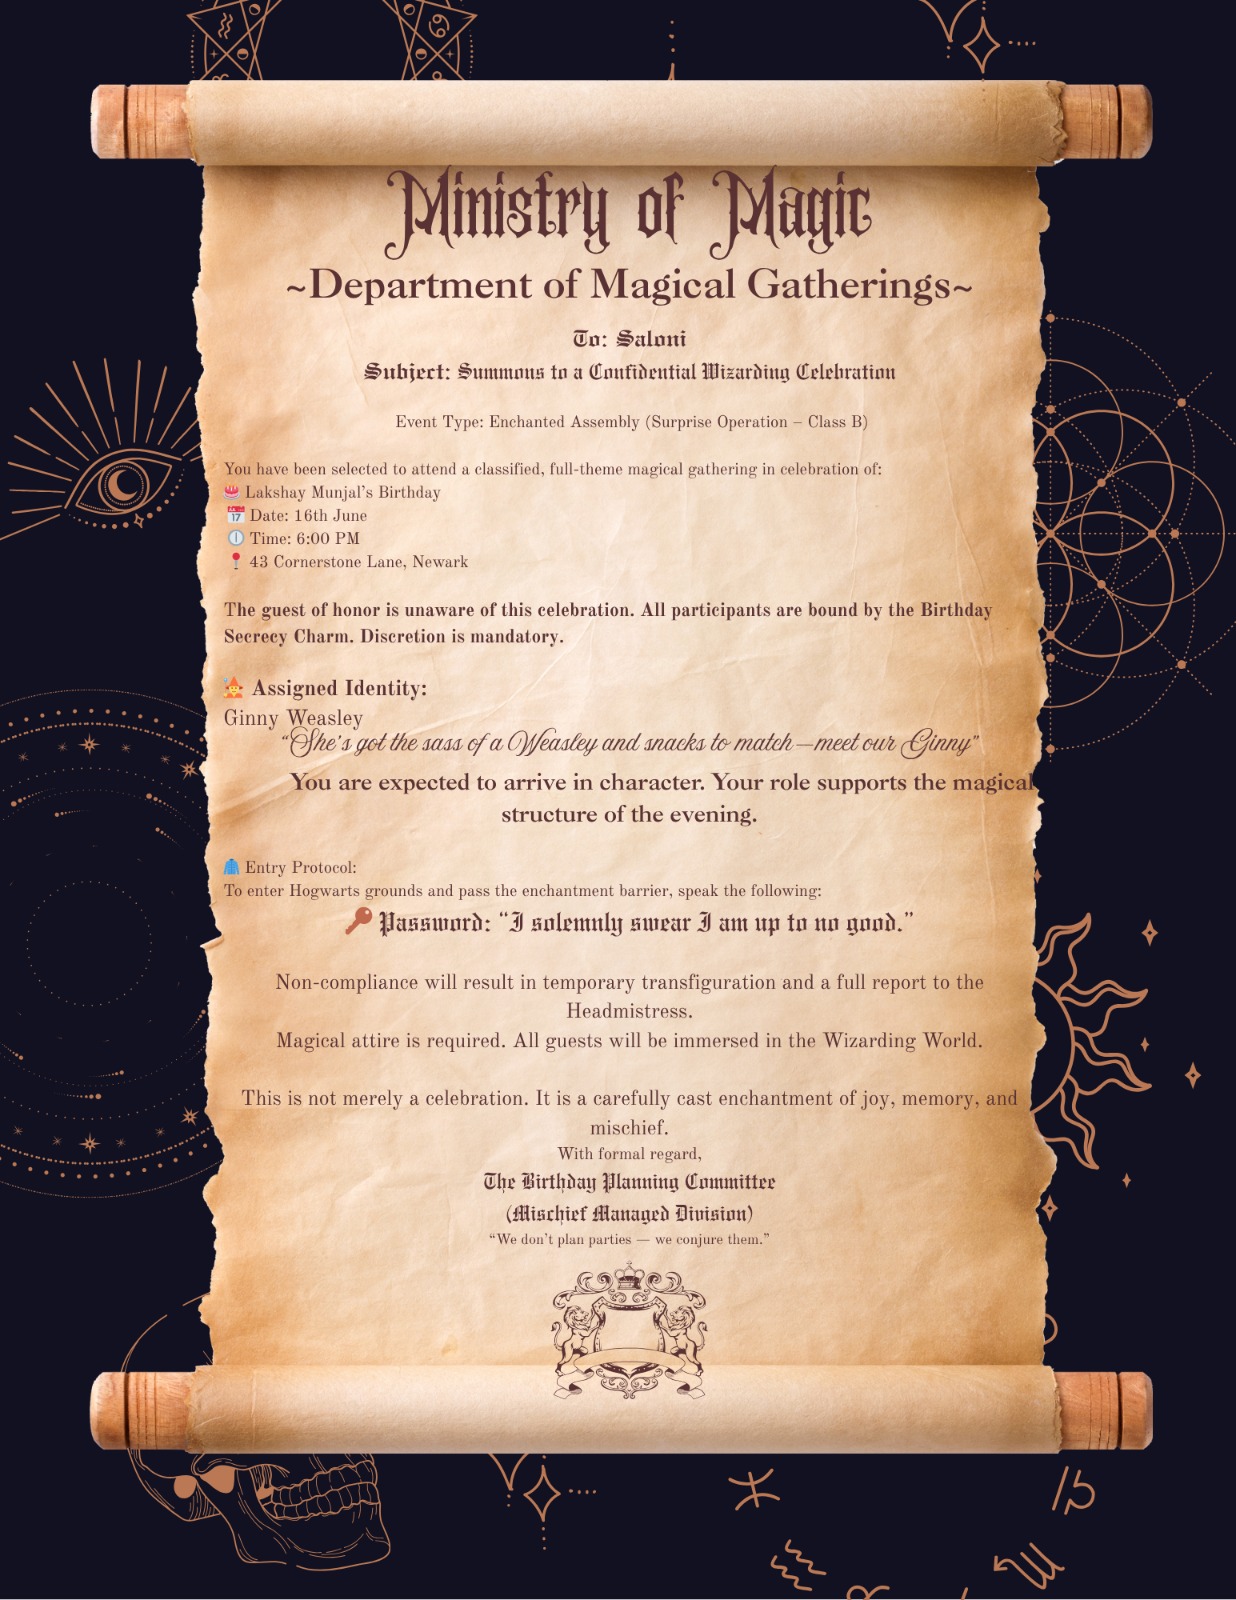 Ministry of Magic
~Department of Magical Gatherings~
To: Saloni
Subject: Summons to a Confidential Wizarding Celebration
Event Type: Enchanted Assembly (Surprise Operation – Class B)
You have been selected to attend a classified, full-theme magical gathering in celebration of:
🎂 Lakshay Munjal's Birthday
📅 Date: 16th June
🕕 Time: 6:00 PM
📍 43 Cornerstone Lane, Newark
The guest of honor is unaware of this celebration. All participants are bound by the Birthday
Secrecy Charm. Discretion is mandatory.
🧙 Assigned Identity:
Ginny Weasley
“She's got the sass of a Weasley and snacks to match—meet our Ginny”
You are expected to arrive in character. Your role supports the magical
structure of the evening.
🧥 Entry Protocol:
To enter Hogwarts grounds and pass the enchantment barrier, speak the following:
🔑 Password: “I solemnly swear I am up to no good.”
Non-compliance will result in temporary transfiguration and a full report to the
Headmistress.
Magical attire is required. All guests will be immersed in the Wizarding World.
This is not merely a celebration. It is a carefully cast enchantment of joy, memory, and
mischief.
With formal regard,
The Birthday Planning Committee
(Mischief Managed Division)
“We don't plan parties — we conjure them.”